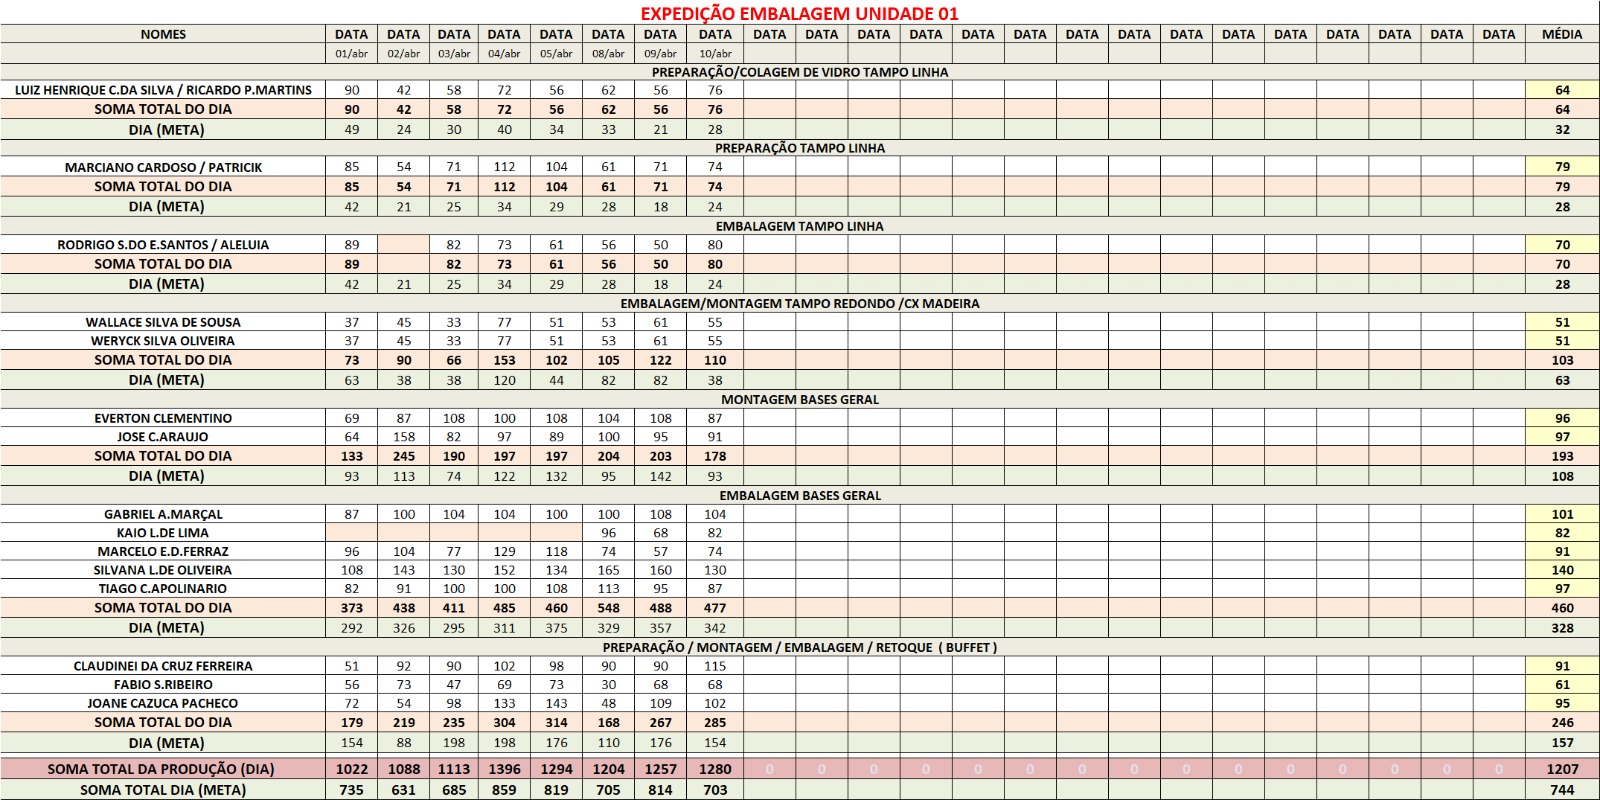 EXPEDIÇÃO EMBALAGEM UNIDADE 01
NOMES DATA DATA DATA DATA DATA DATA DATA DATA DATA DATA DATA DATA DATA DATA DATA DATA DATA DATA DATA DATA DATA DATA DATA MÉDIA
01/abr 02/abr 03/abr 04/abr 05/abr 08/abr 09/abr 10/abr
PREPARAÇÃO/COLAGEM DE VIDRO TAMPO LINHA
LUIZ HENRIQUE C.DA SILVA / RICARDO P.MARTINS 90 42 58 72 56 62 56 76 64
SOMA TOTAL DO DIA 90 42 58 72 56 62 56 76 64
DIA (META) 49 24 30 40 34 33 21 28 32
PREPARAÇÃO TAMPO LINHA
MARCIANO CARDOSO / PATRICIK 85 54 71 112 104 61 71 74 79
SOMA TOTAL DO DIA 85 54 71 112 104 61 71 74 79
DIA (META) 42 21 25 34 29 28 18 24 28
EMBALAGEM TAMPO LINHA
RODRIGO S.DO E.SANTOS / ALELUIA 89 82 73 61 56 50 80 70
SOMA TOTAL DO DIA 89 82 73 61 56 50 80 70
DIA (META) 42 21 25 34 29 28 18 24 28
EMBALAGEM/MONTAGEM TAMPO REDONDO /CX MADEIRA
WALLACE SILVA DE SOUSA 37 45 33 77 51 53 61 55 51
WERYCK SILVA OLIVEIRA 37 45 33 77 51 53 61 55 51
SOMA TOTAL DO DIA 73 90 66 153 102 105 122 110 103
DIA (META) 63 38 38 120 44 82 82 38 63
MONTAGEM BASES GERAL
EVERTON CLEMENTINO 69 87 108 100 108 104 108 87 96
JOSE C.ARAUJO 64 158 82 97 89 100 95 91 97
SOMA TOTAL DO DIA 133 245 190 197 197 204 203 178 193
DIA (META) 93 113 74 122 132 95 142 93 108
EMBALAGEM BASES GERAL
GABRIEL A.MARÇAL 87 100 104 104 100 100 108 104 101
KAIO L.DE LIMA 96 68 82 82
MARCELO E.D.FERRAZ 96 104 77 129 118 74 57 74 91
SILVANA L.DE OLIVEIRA 108 143 130 152 134 165 160 130 140
TIAGO C.APOLINARIO 82 91 100 100 108 113 95 87 97
SOMA TOTAL DO DIA 373 438 411 485 460 548 488 477 460
DIA (META) 292 326 295 311 375 329 357 342 328
PREPARAÇÃO / MONTAGEM / EMBALAGEM / RETOQUE ( BUFFET )
CLAUDINEI DA CRUZ FERREIRA 51 92 90 102 98 90 90 115 91
FABIO S.RIBEIRO 56 73 47 69 73 30 68 68 61
JOANE CAZUCA PACHECO 72 54 98 133 143 48 109 102 95
SOMA TOTAL DO DIA 179 219 235 304 314 168 267 285 246
DIA (META) 154 88 198 198 176 110 176 154 157
SOMA TOTAL DA PRODUÇÃO (DIA) 1022 1088 1113 1396 1294 1204 1257 1280 0 0 0 0 0 0 0 0 0 0 0 0 0 0 0 1207
SOMA TOTAL DIA (META) 735 631 685 859 819 705 814 703 744